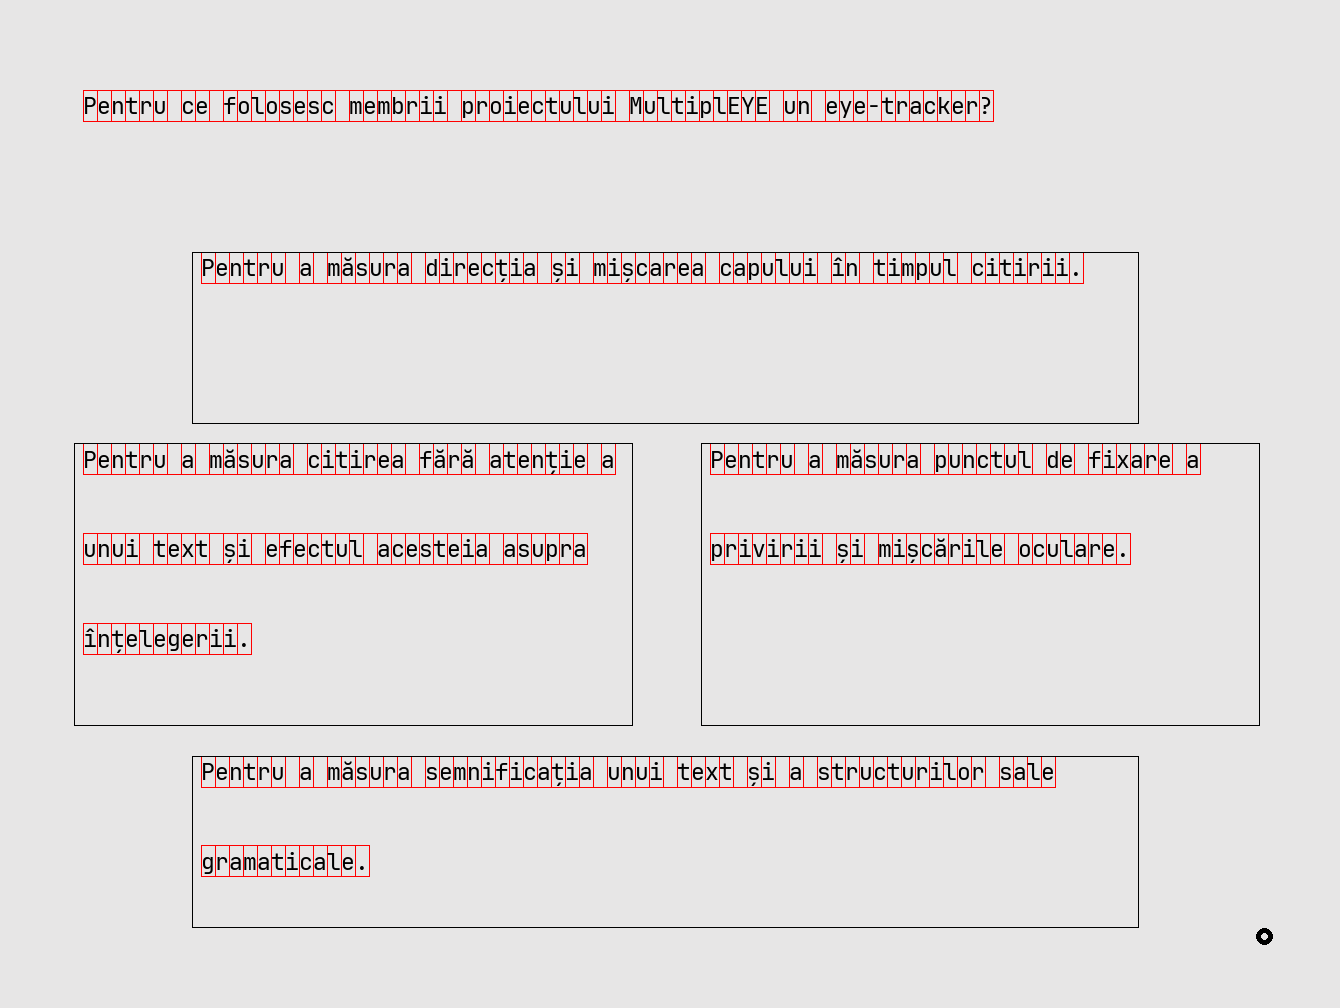 Pentru ce folosesc membrii proiectului MultiplEYE un eye-tracker?
Pentru a măsura direcția și mișcarea capului în timpul citirii.
Pentru a măsura citirea fără atenție a
unui text și efectul acesteia asupra
înțelegerii.
Pentru a măsura punctul de fixare a
privirii și mișcările oculare.
Pentru a măsura semnificația unui text și a structurilor sale
gramaticale.